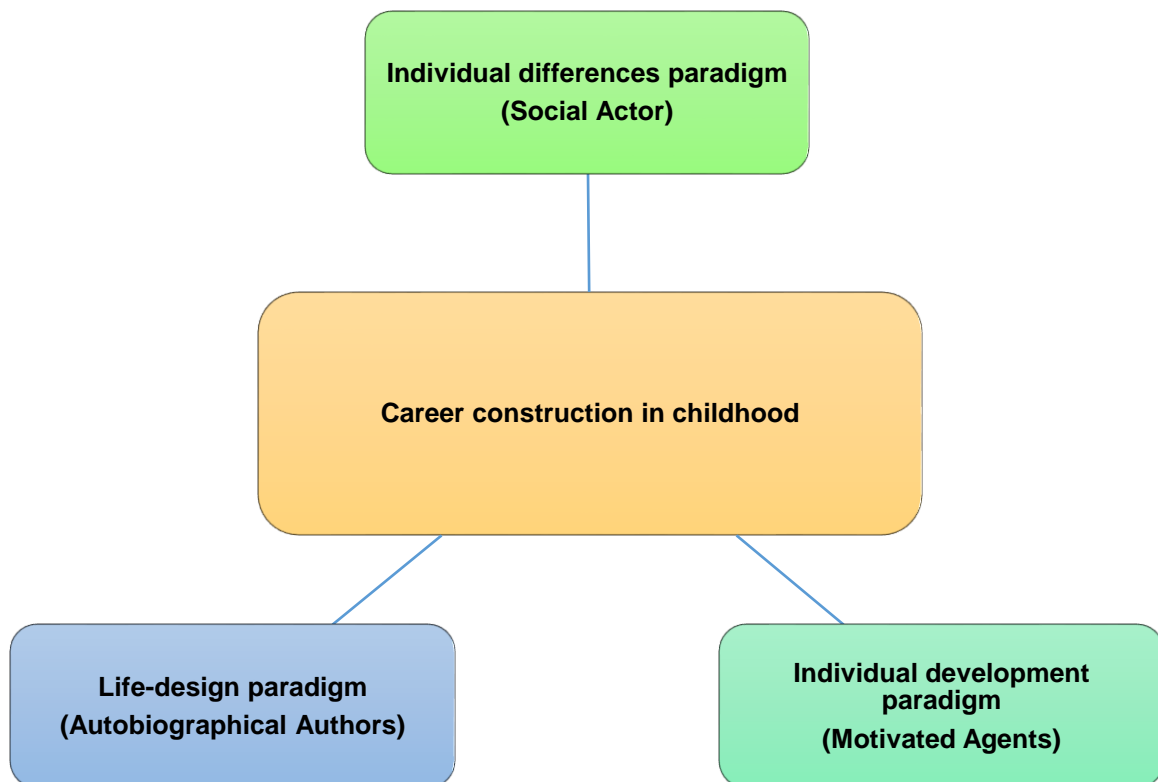 Individual differences paradigm
(Social Actor)
Career construction in childhood
Life-design paradigm
(Autobiographical Authors)
Individual development
paradigm
(Motivated Agents)